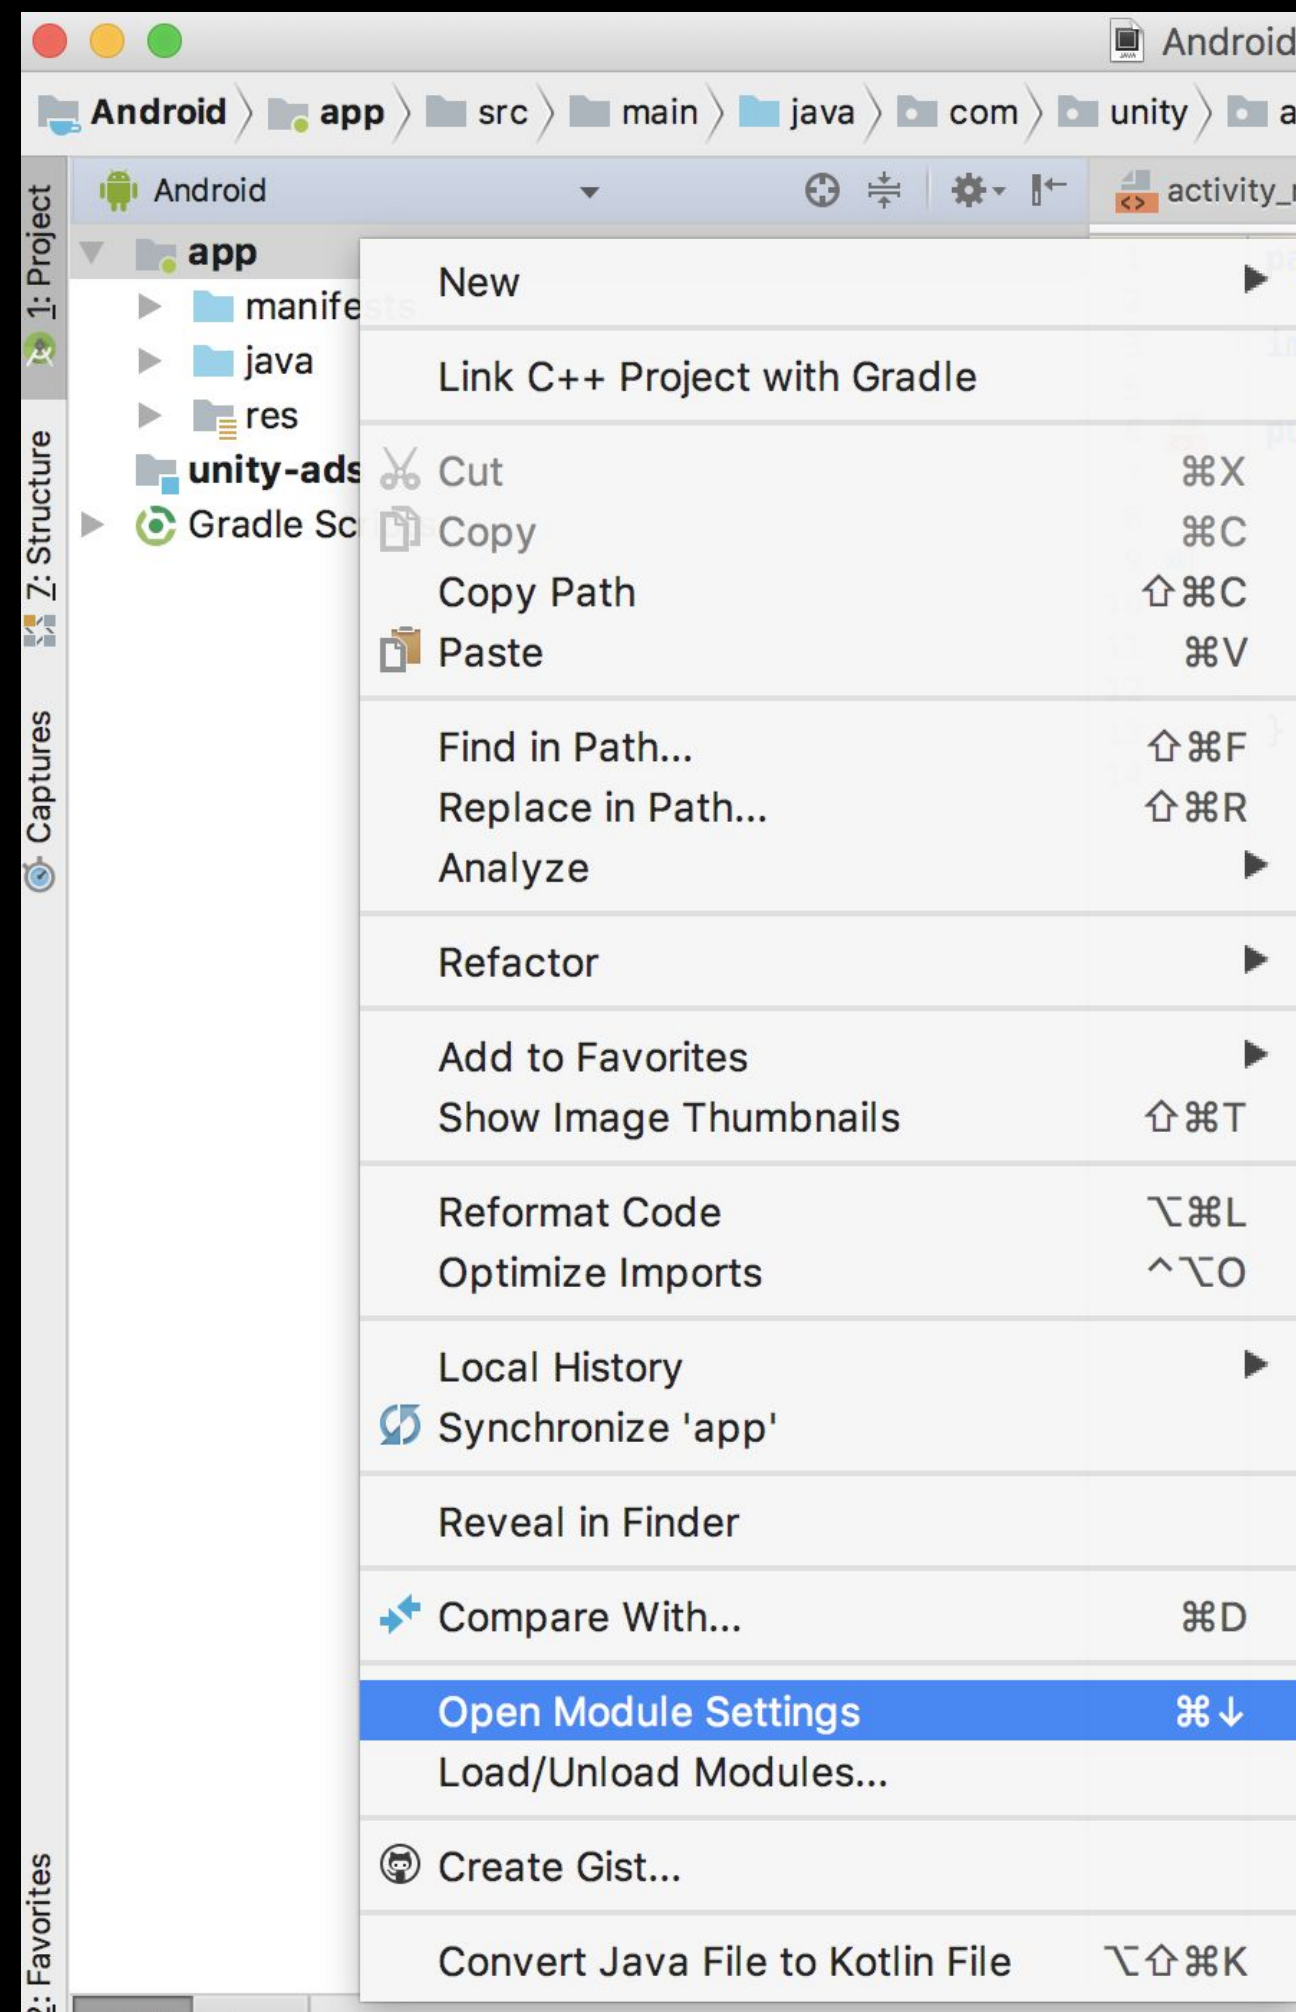 Android
Android app src main java com unity a
Android
activity_
1: Project
Z: Structure
Captures
2: Favorites
app
manifests
java
res
unity-ads
Gradle Sc
New
Link C++ Project with Gradle
Cut ⌘X
Copy ⌘C
Copy Path ⇧⌘C
Paste ⌘V
Find in Path... ⇧⌘F
Replace in Path... ⇧⌘R
Analyze
Refactor
Add to Favorites
Show Image Thumbnails ⇧⌘T
Reformat Code ⌥⌘L
Optimize Imports ^⌥O
Local History
Synchronize 'app'
Reveal in Finder
Compare With... ⌘D
Open Module Settings ⌘↓
Load/Unload Modules...
Create Gist...
Convert Java File to Kotlin File ⌥⇧⌘K